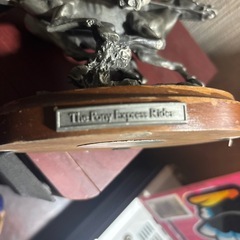 The Pony Express Rider